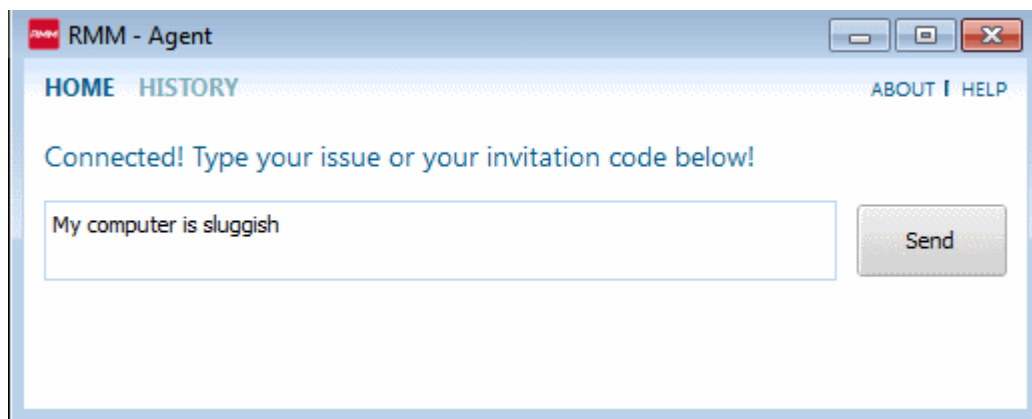 RMM RMM - Agent
HOME HISTORY ABOUT HELP
Connected! Type your issue or your invitation code below!
My computer is sluggish
Send